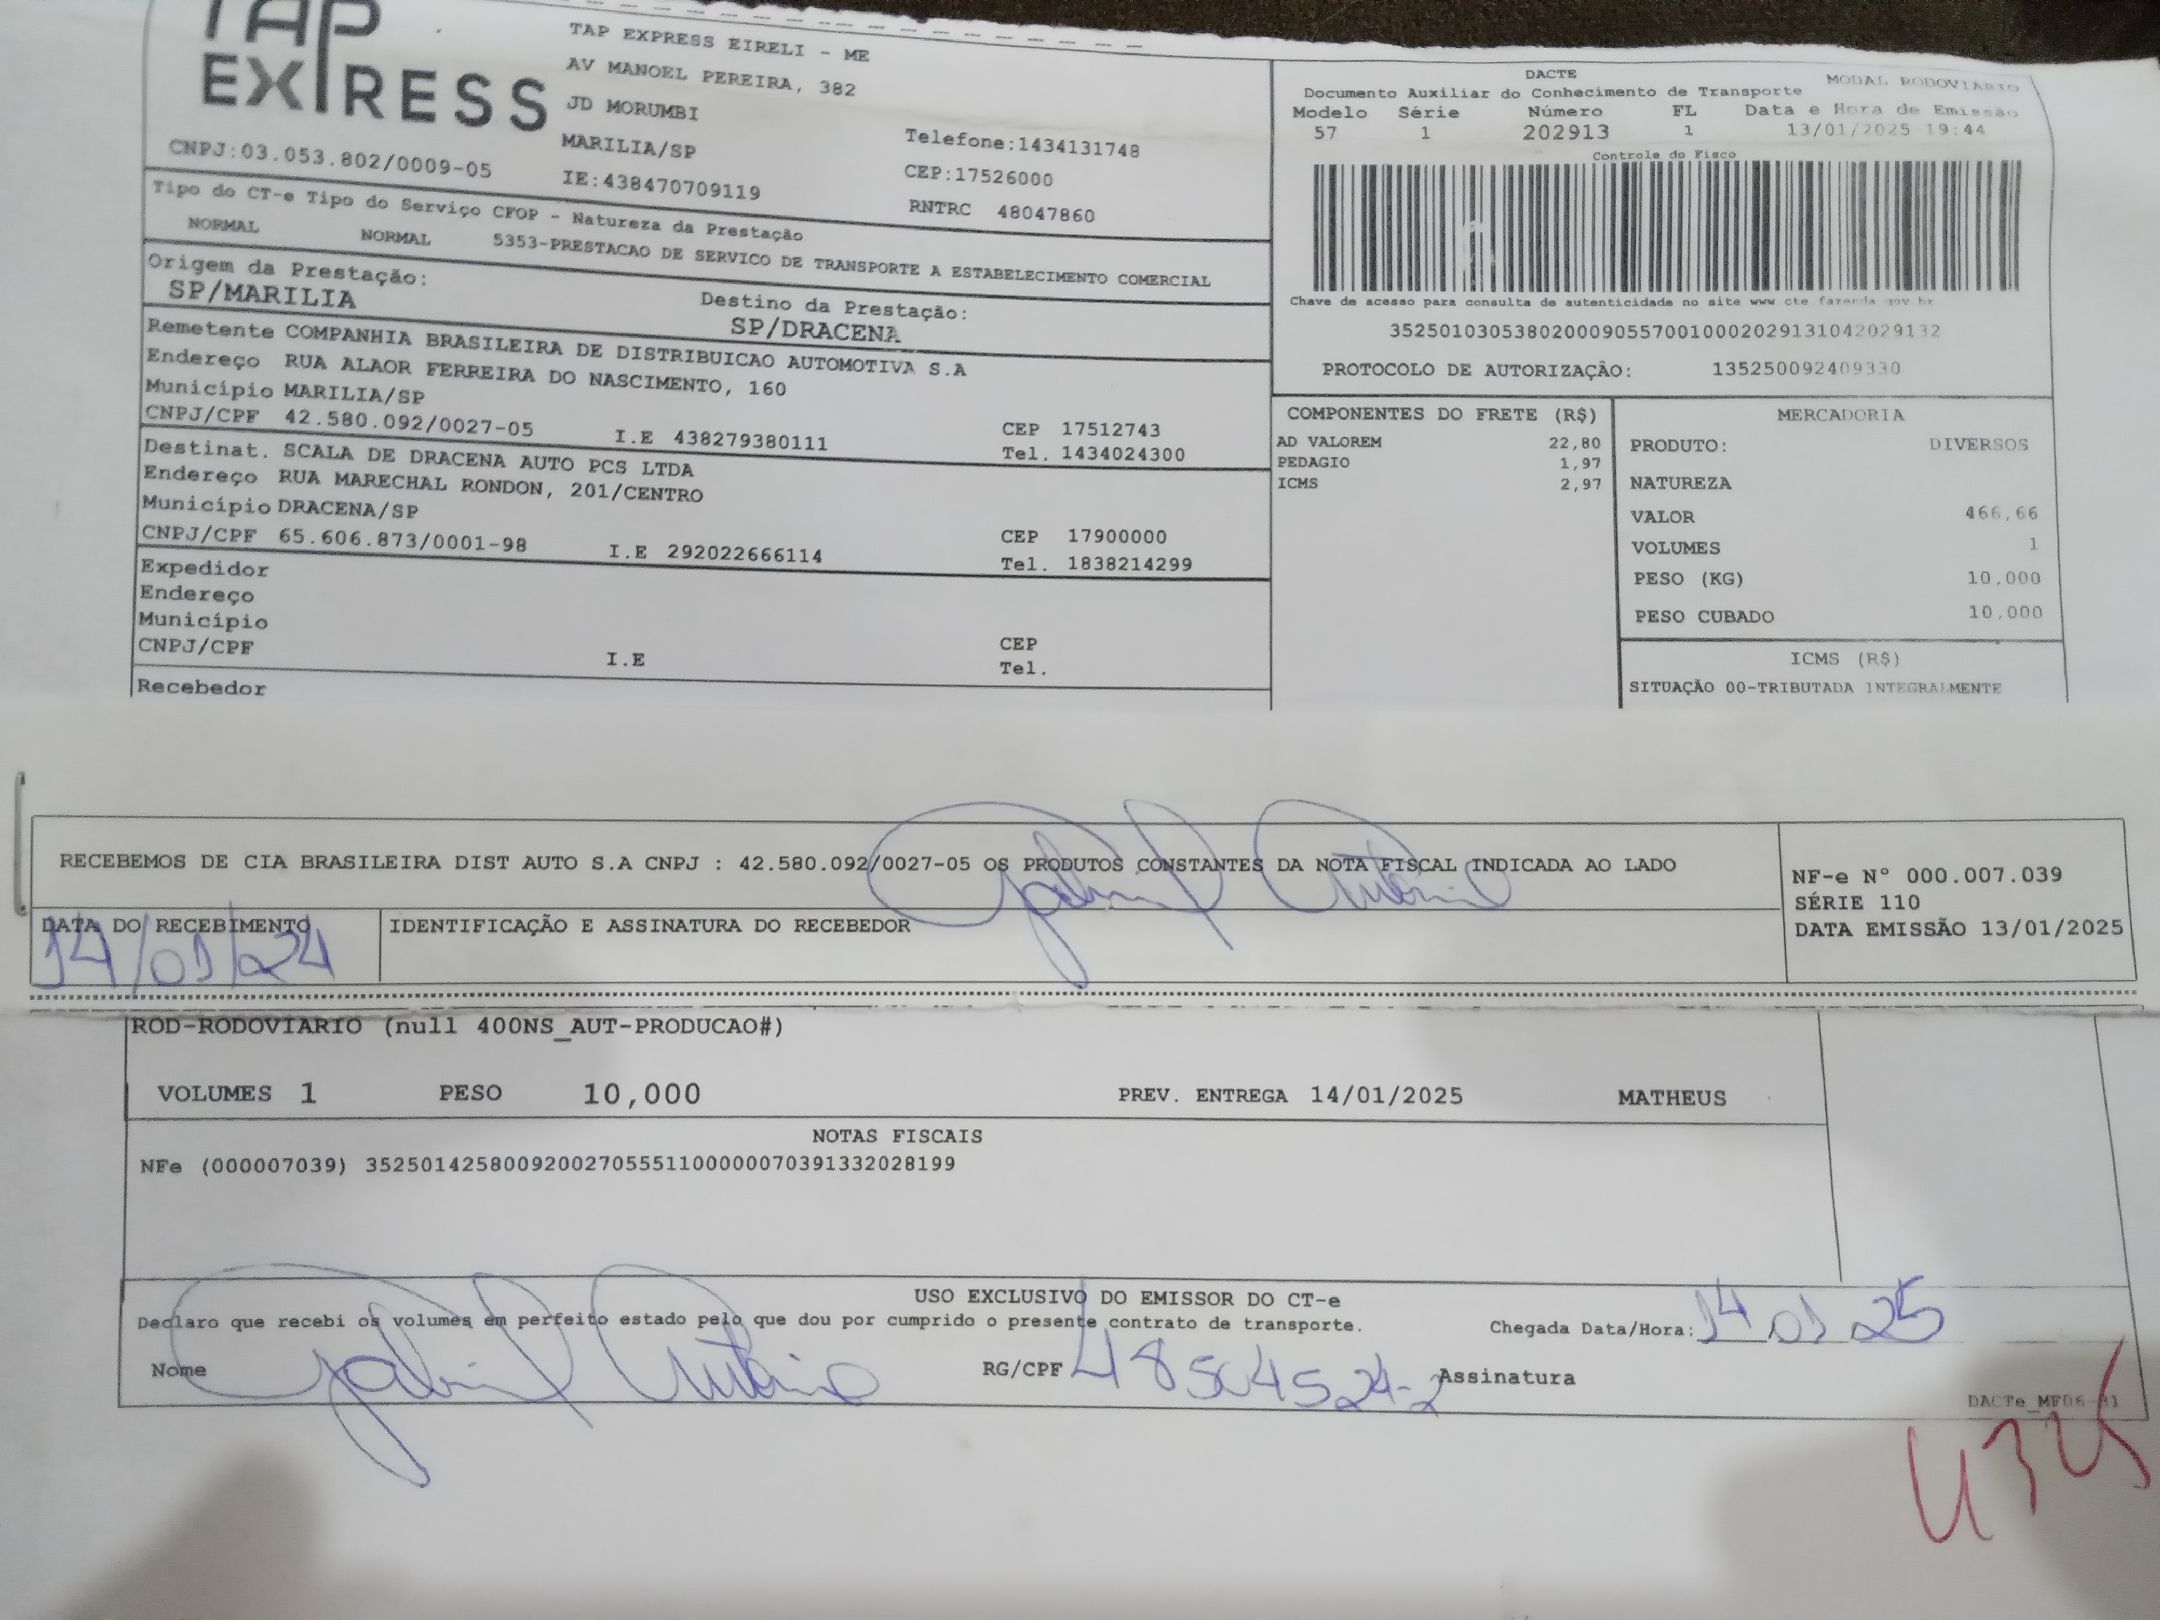 TAP EXPRESS
TAP EXPRESS EIRELI - ME
AV MANOEL PEREIRA, 382
JD MORUMBI
MARILIA/SP
Telefone:1434131748
CNPJ:03.053.802/0009-05
IE:438470709119
CEP:17526000
RNTRC 48047860
Tipo do CT-e Tipo do Serviço CFOP - Natureza da Prestação
NORMAL NORMAL 5353-PRESTACAO DE SERVICO DE TRANSPORTE A ESTABELECIMENTO COMERCIAL
Origem da Prestação:
SP/MARILIA
Destino da Prestação:
SP/DRACENA
Remetente COMPANHIA BRASILEIRA DE DISTRIBUICAO AUTOMOTIVA S.A
Endereço RUA ALAOR FERREIRA DO NASCIMENTO, 160
Município MARILIA/SP
CEP 17512743
CNPJ/CPF 42.580.092/0027-05 I.E 438279380111 Tel. 1434024300
Destinat. SCALA DE DRACENA AUTO PCS LTDA
Endereço RUA MARECHAL RONDON, 201/CENTRO
Município DRACENA/SP
CEP 17900000
CNPJ/CPF 65.606.873/0001-98 I.E 292022666114 Tel. 1838214299
Expedidor
Endereço
Município
CEP
CNPJ/CPF I.E Tel.
Recebedor
DACTE MODAL RODOVIARIO
Documento Auxiliar do Conhecimento de Transporte
Modelo Série Número FL Data e Hora de Emissão
57 1 202913 1 13/01/2025 19:44
Controle do Fisco
Chave de acesso para consulta de autenticidade no site www cte.fazenda gov br
35250103053802000905570010002029131042029132
PROTOCOLO DE AUTORIZAÇÃO: 135250092409330
COMPONENTES DO FRETE (R$)
AD VALOREM 22,80
PEDAGIO 1,97
ICMS 2,97
MERCADORIA
PRODUTO: DIVERSOS
NATUREZA
VALOR 466,66
VOLUMES 1
PESO (KG) 10,000
PESO CUBADO 10,000
ICMS (R$)
SITUAÇÃO 00-TRIBUTADA INTEGRALMENTE
RECEBEMOS DE CIA BRASILEIRA DIST AUTO S.A CNPJ : 42.580.092/0027-05 OS PRODUTOS CONSTANTES DA NOTA FISCAL INDICADA AO LADO
Gabriel Antônio
NF-e N° 000.007.039
SÉRIE 110
DATA EMISSÃO 13/01/2025
DATA DO RECEBIMENTO
14/01/24
IDENTIFICAÇÃO E ASSINATURA DO RECEBEDOR
ROD-RODOVIARIO (null 400NS_AUT-PRODUCAO#)
VOLUMES 1 PESO 10,000 PREV. ENTREGA 14/01/2025 MATHEUS
NOTAS FISCAIS
NFe (000007039) 35250142580092002705551100000070391332028199
USO EXCLUSIVO DO EMISSOR DO CT-e
Declaro que recebi os volumes em perfeito estado pelo que dou por cumprido o presente contrato de transporte.
Chegada Data/Hora: 14 01 25
Nome Gabriel Antônio RG/CPF 48504524-2 Assinatura